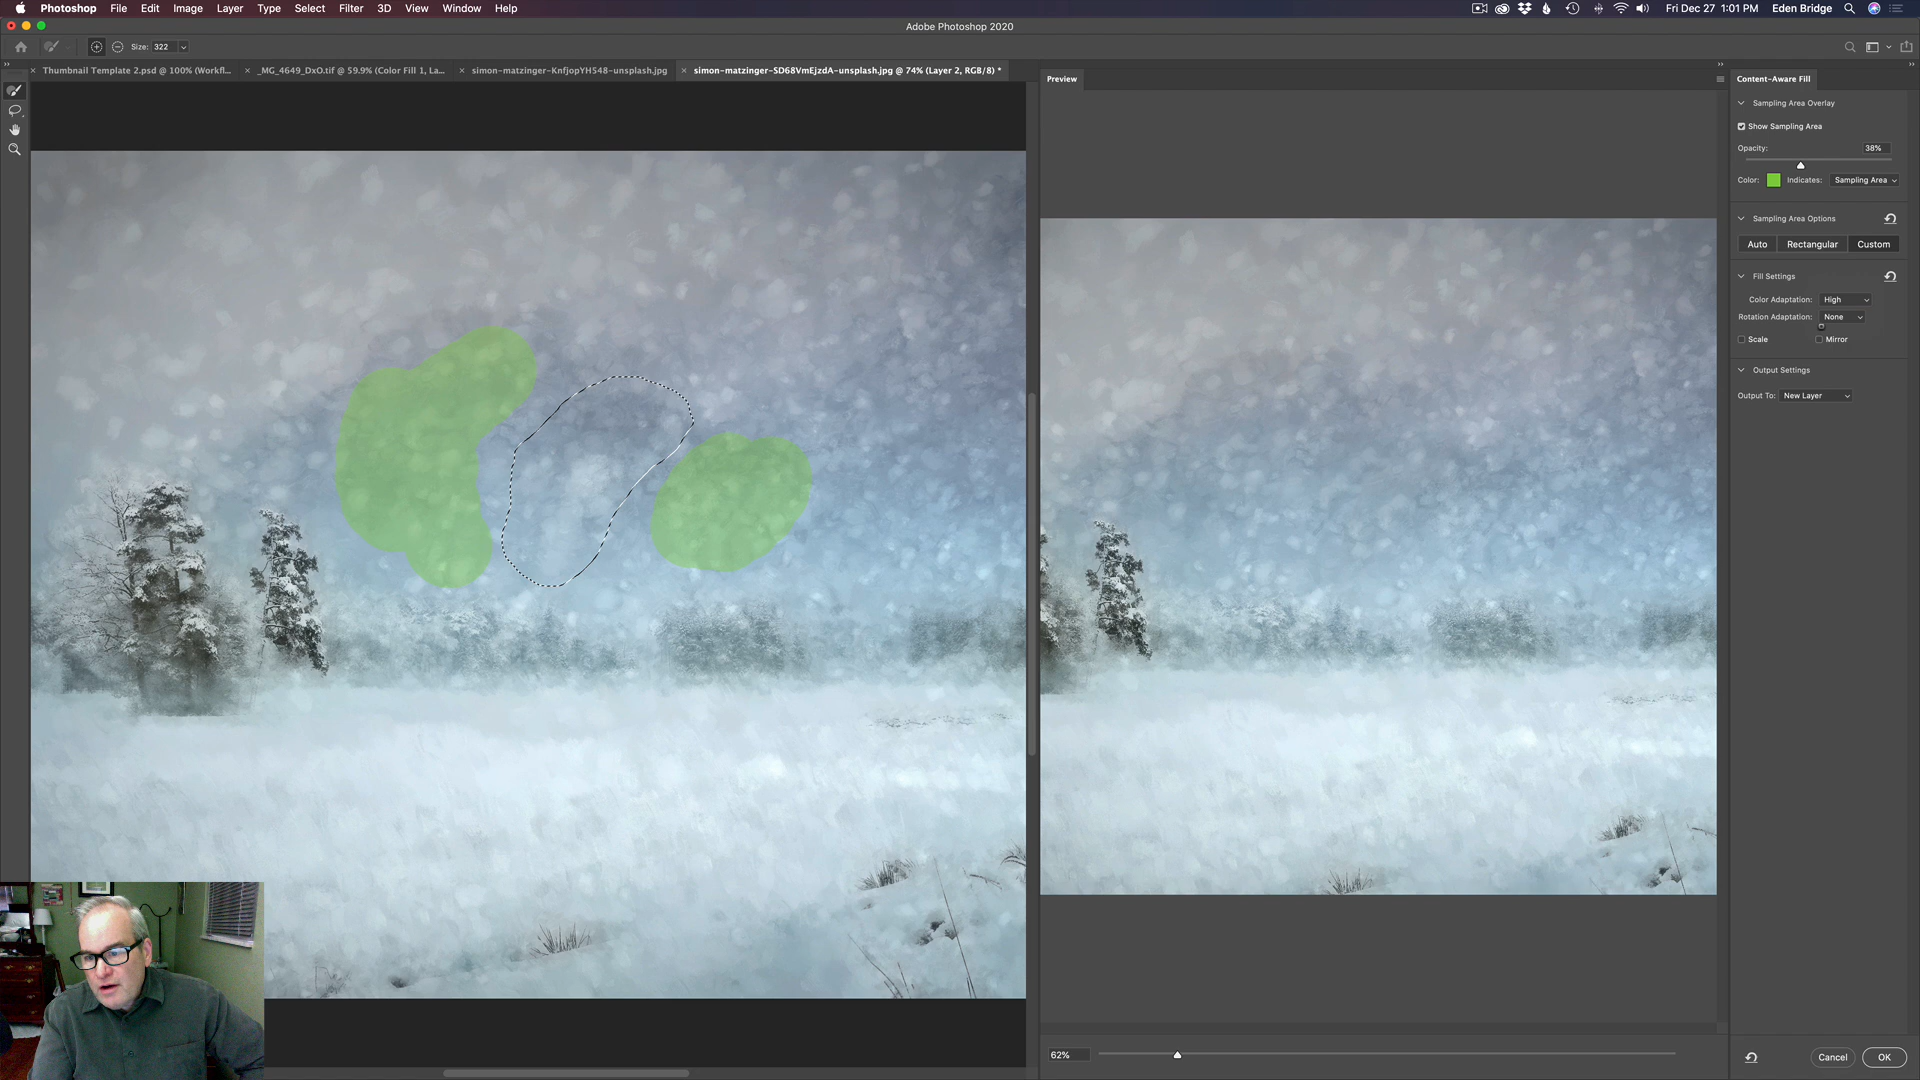 Photoshop File Edit Image Layer Type Select Filter 3D View Window Help Fri Dec 27 1:01 PM Eden Bridge
Adobe Photoshop 2020
Size: 322
Thumbnail Template 2.psd @ 100% (Workfl... _MG_4649_DxO.tif @ 59.9% (Color Fill 1, La... simon-matzinger-KnfjopYH548-unsplash.jpg simon-matzinger-SD68VmEjzdA-unsplash.jpg @ 74% (Layer 2, RGB/8) *
Preview
Content-Aware Fill
Sampling Area Overlay
Show Sampling Area
Opacity: 38%
Color: Indicates: Sampling Area
Sampling Area Options
Auto Rectangular Custom
Fill Settings
Color Adaptation: High
Rotation Adaptation: None
Scale Mirror
Output Settings
Output To: New Layer
62%
Cancel OK